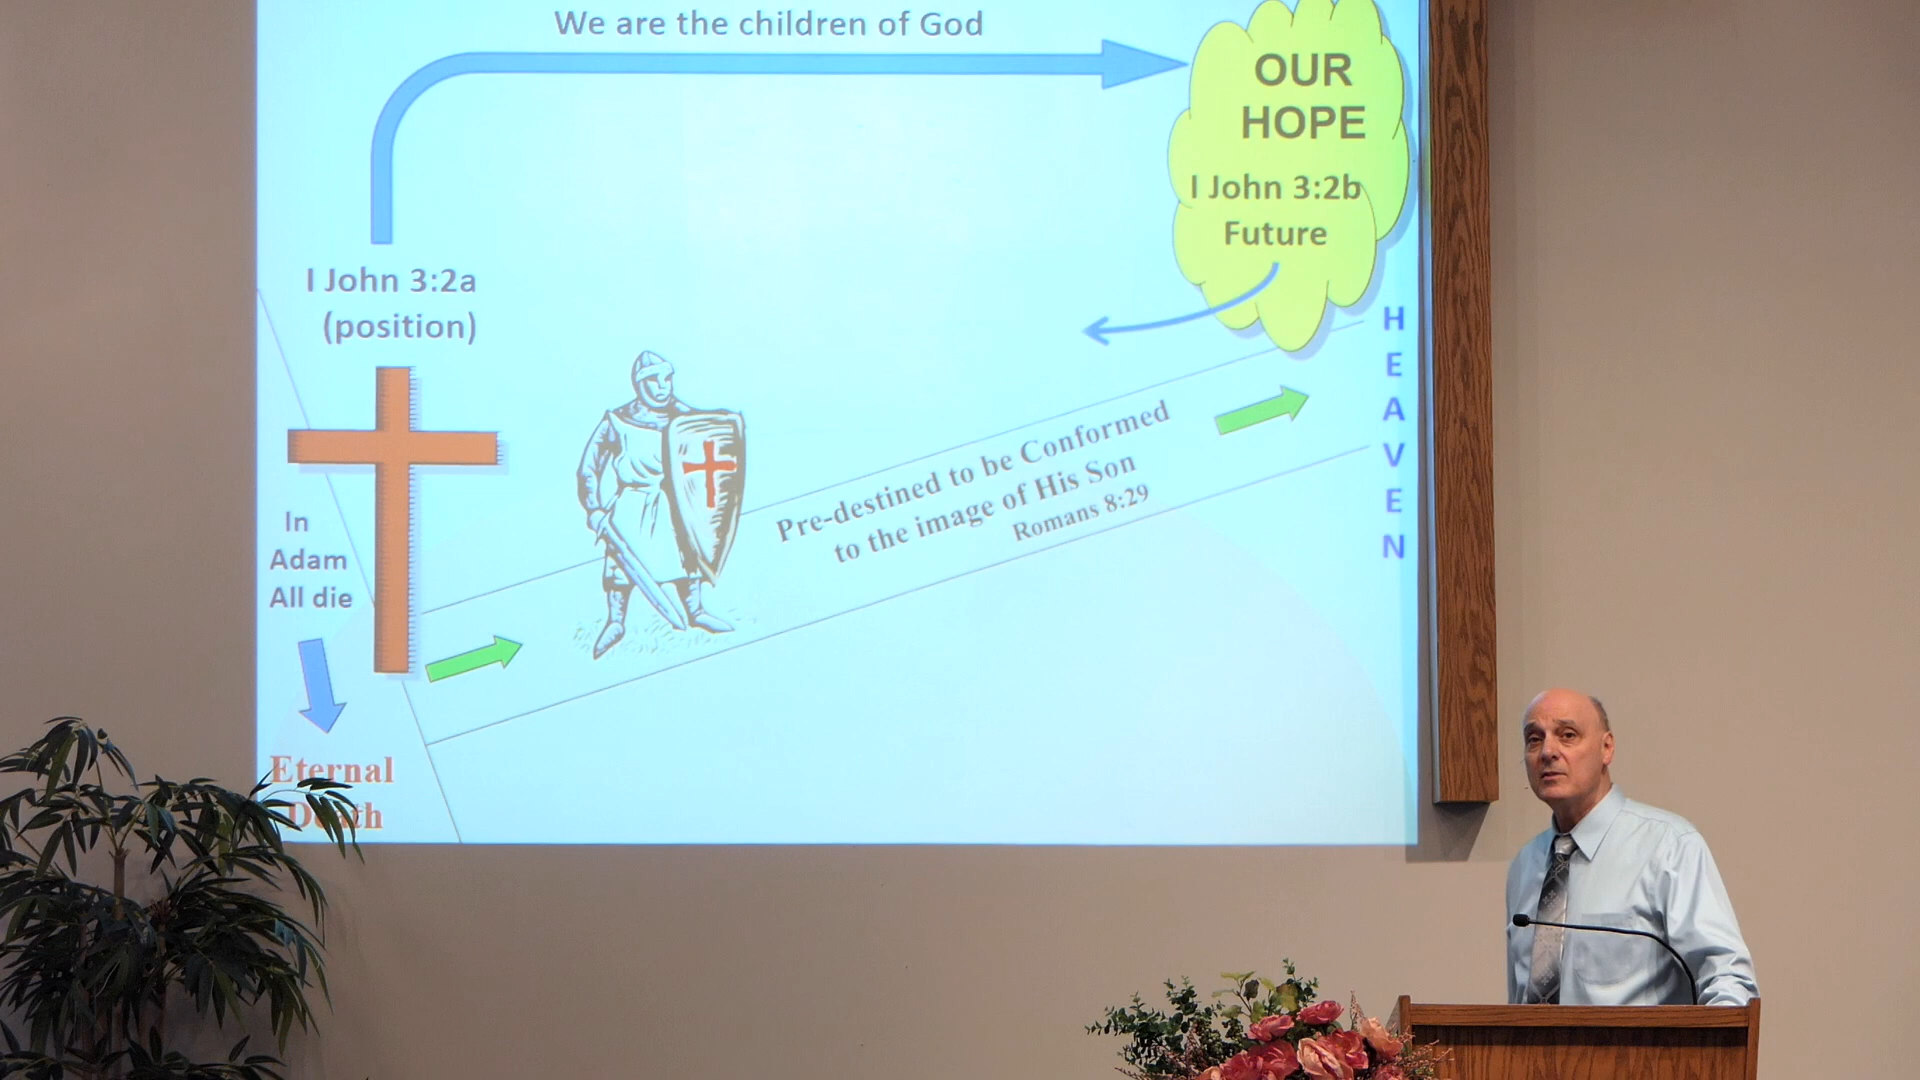 We are the children of God
OUR
HOPE
I John 3:2b
Future
I John 3:2a
(position)
In
Adam
All die
Eternal
Death
Pre-destined to be Conformed
to the image of His Son
Romans 8:29
H
E
A
V
E
N